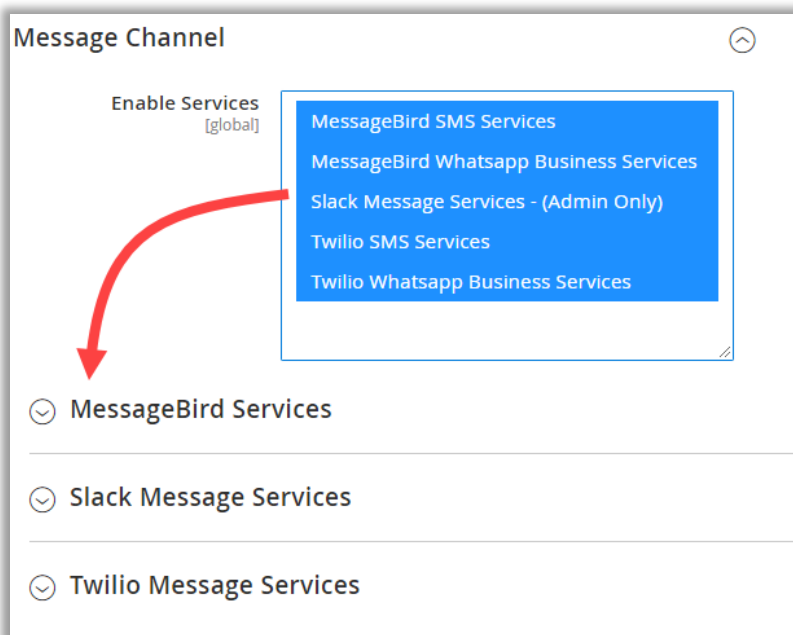 Message Channel
Enable Services
[global]
MessageBird SMS Services
MessageBird Whatsapp Business Services
Slack Message Services - (Admin Only)
Twilio SMS Services
Twilio Whatsapp Business Services
MessageBird Services
Slack Message Services
Twilio Message Services